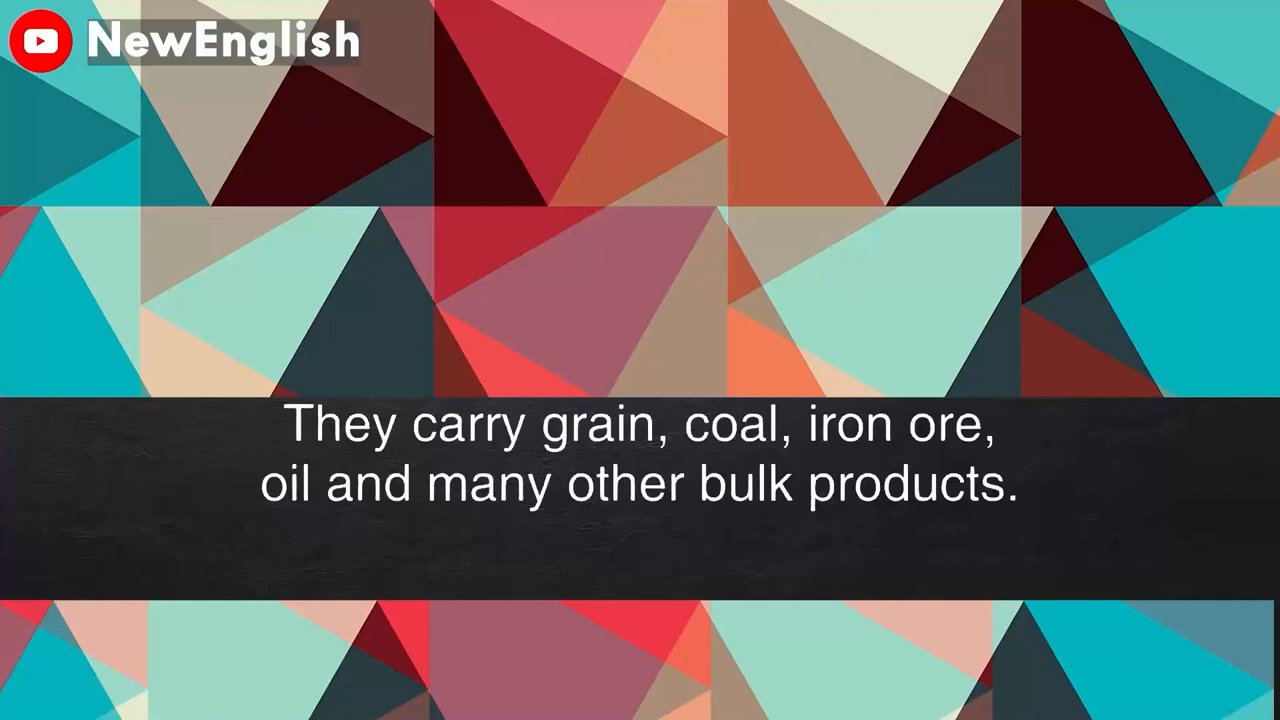 NewEnglish
They carry grain, coal, iron ore,
oil and many other bulk products.